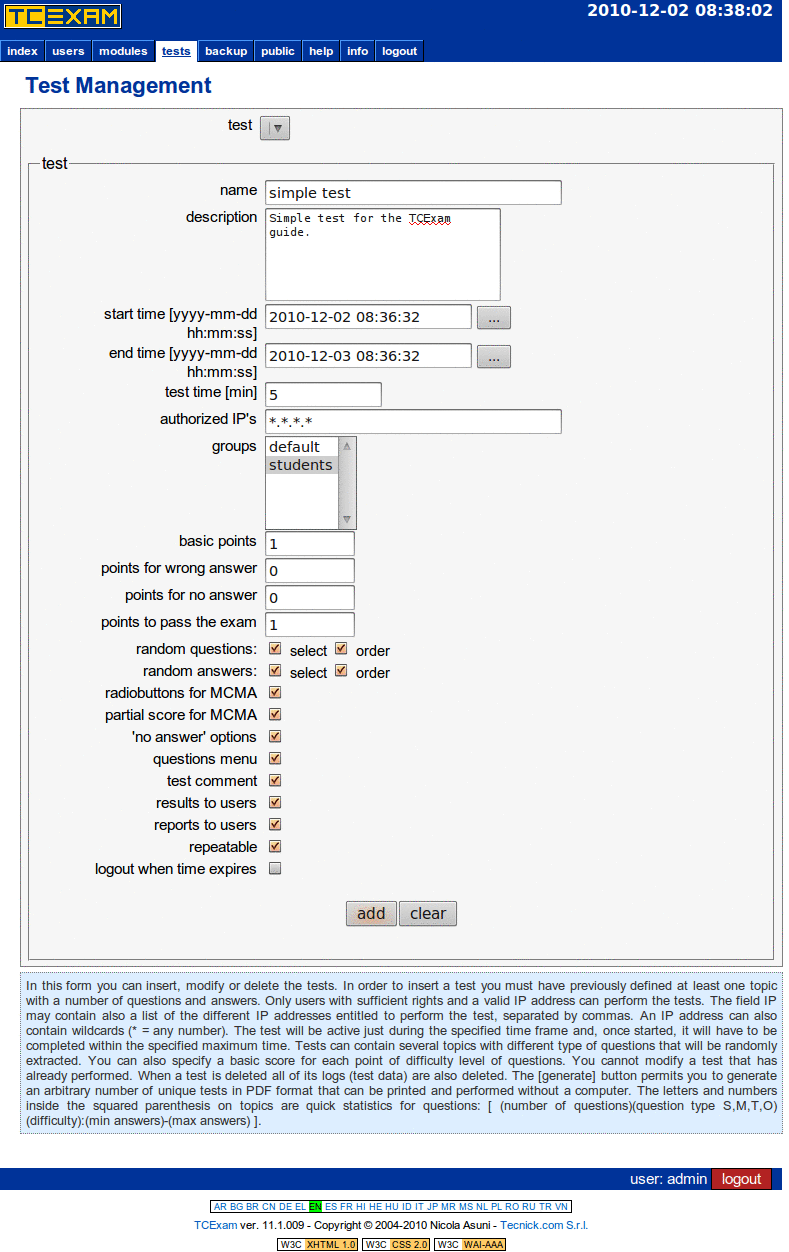 TCEXAM
2010-12-02 08:38:02
index users modules tests backup public help info logout
Test Management
test
test
name simple test
description Simple test for the TCExam
guide.
start time [yyyy-mm-dd
hh:mm:ss] 2010-12-02 08:36:32 ...
end time [yyyy-mm-dd
hh:mm:ss] 2010-12-03 08:36:32 ...
test time [min] 5
authorized IP's *.*.*.*
groups default
students
basic points 1
points for wrong answer 0
points for no answer 0
points to pass the exam 1
random questions: select order
random answers: select order
radiobuttons for MCMA
partial score for MCMA
'no answer' options
questions menu
test comment
results to users
reports to users
repeatable
logout when time expires
add clear
In this form you can insert, modify or delete the tests. In order to insert a test you must have previously defined at least one topic
with a number of questions and answers. Only users with sufficient rights and a valid IP address can perform the tests. The field IP
may contain also a list of the different IP addresses entitled to perform the test, separated by commas. An IP address can also
contain wildcards (* = any number). The test will be active just during the specified time frame and, once started, it will have to be
completed within the specified maximum time. Tests can contain several topics with different type of questions that will be randomly
extracted. You can also specify a basic score for each point of difficulty level of questions. You cannot modify a test that has
already performed. When a test is deleted all of its logs (test data) are also deleted. The [generate] button permits you to generate
an arbitrary number of unique tests in PDF format that can be printed and performed without a computer. The letters and numbers
inside the squared parenthesis on topics are quick statistics for questions: [ (number of questions)(question type S,M,T,O)
(difficulty):(min answers)-(max answers) ].
user: admin logout
AR BG BR CN DE EL EN ES FR HI HE HU ID IT JP MR MS NL PL RO RU TR VN
TCExam ver. 11.1.009 - Copyright © 2004-2010 Nicola Asuni - Tecnick.com S.r.l.
W3C XHTML 1.0 W3C CSS 2.0 W3C WAI-AAA